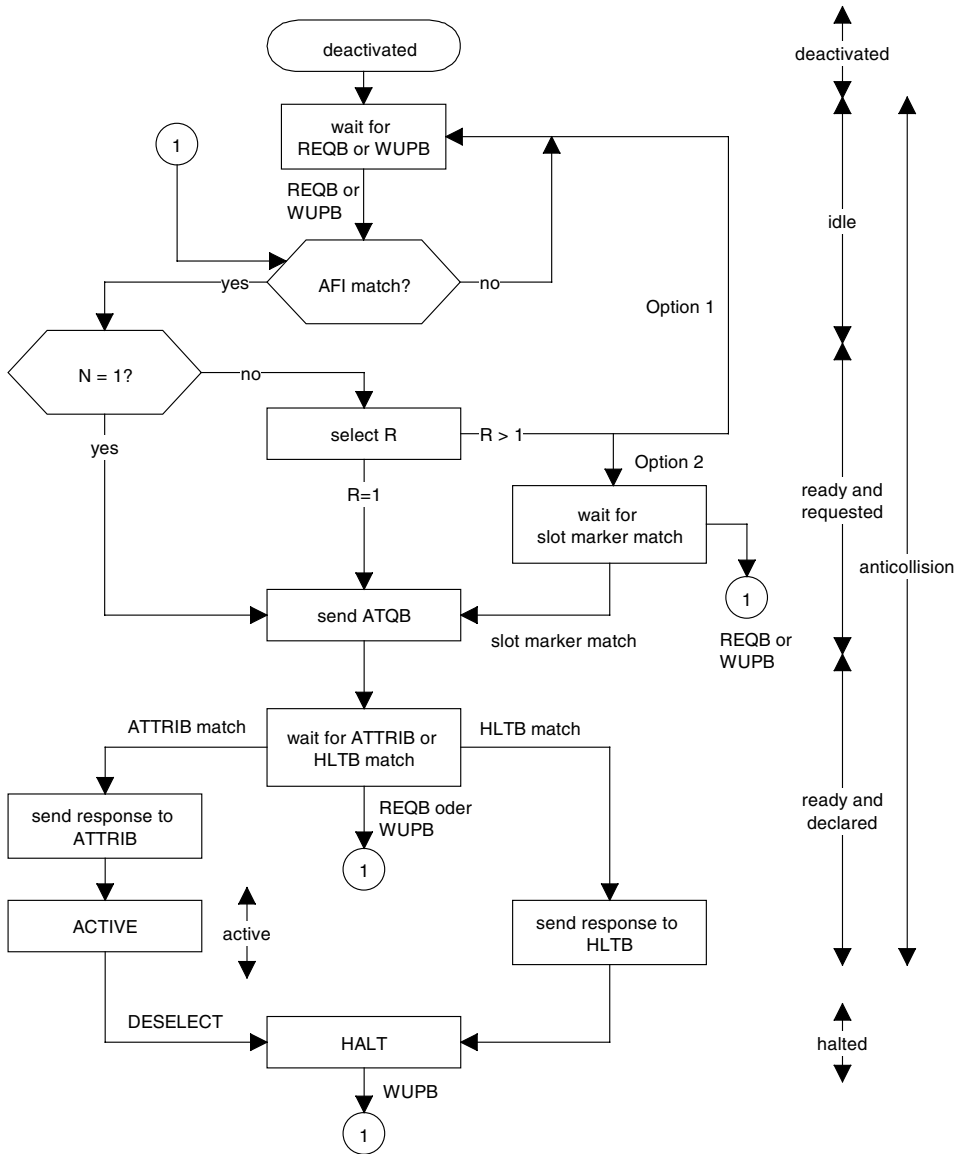 deactivated
deactivated
wait for
REQB or WUPB
1
REQB or
WUPB
idle
AFI match?
yes
no
Option 1
N = 1?
no
select R
R > 1
yes
Option 2
R=1
ready and
requested
wait for
slot marker match
anticollision
1
send ATQB
slot marker match
REQB or
WUPB
ATTRIB match
wait for ATTRIB or
HLTB match
HLTB match
REQB oder
WUPB
send response to
ATTRIB
ready and
declared
1
ACTIVE
active
send response to
HLTB
DESELECT
HALT
halted
WUPB
1